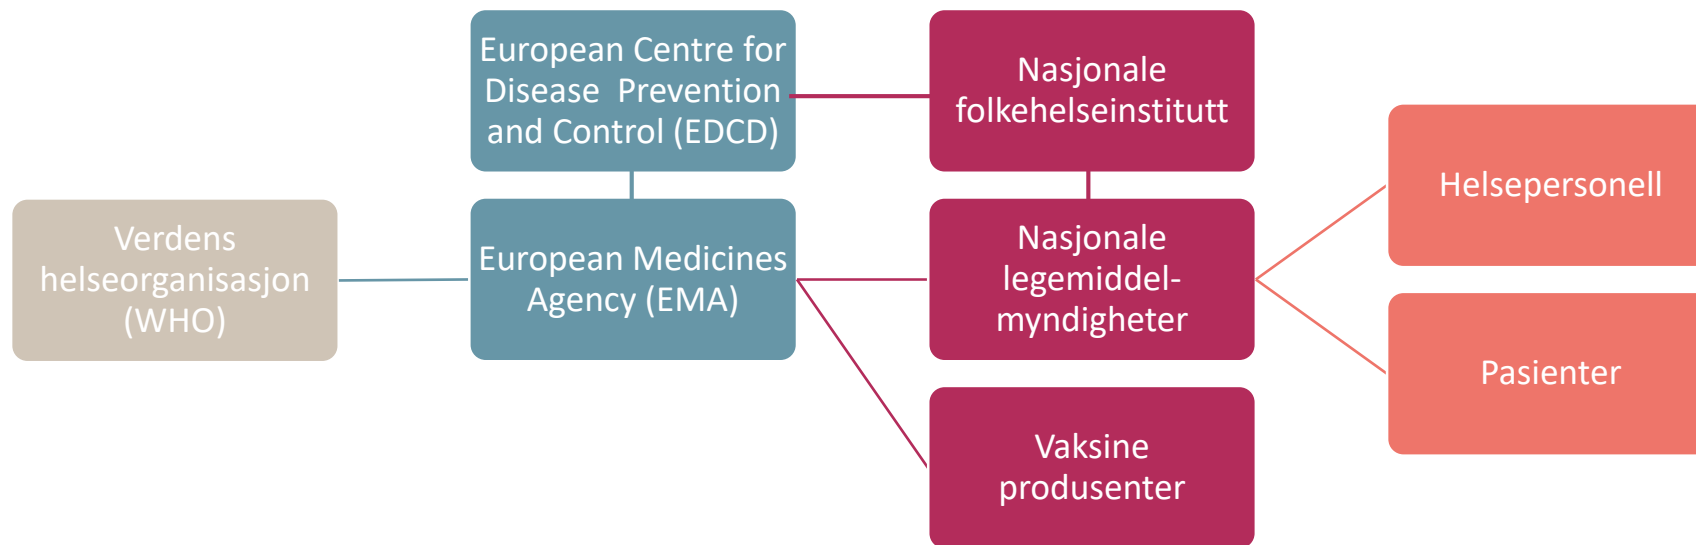 European Centre for
Disease Prevention
and Control (EDCD)
Nasjonale
folkehelseinstitutt
Helsepersonell
Verdens
helseorganisasjon
(WHO)
European Medicines
Agency (EMA)
Nasjonale
legemiddel-
myndigheter
Pasienter
Vaksine
produsenter